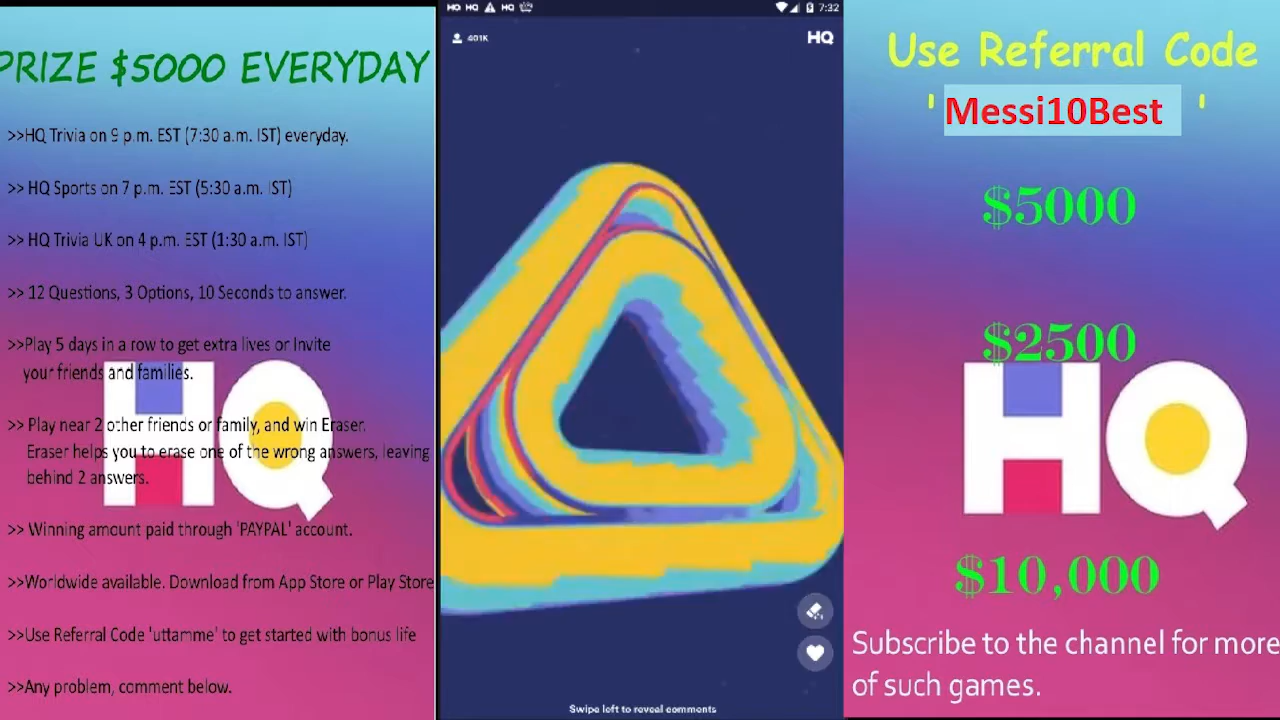 PRIZE $5000 EVERYDAY
>>HQ Trivia on 9 p.m. EST (7:30 a.m. IST) everyday.
>> HQ Sports on 7 p.m. EST (5:30 a.m. IST)
>> HQ Trivia UK on 4 p.m. EST (1:30 a.m. IST)
>> 12 Questions, 3 Options, 10 Seconds to answer.
>>Play 5 days in a row to get extra lives or Invite
your friends and families.
>> Play near 2 other friends or family, and win Eraser.
Eraser helps you to erase one of the wrong answers, leaving
behind 2 answers.
>> Winning amount paid through 'PAYPAL' account.
>>Worldwide available. Download from App Store or Play Store
>>Use Referral Code 'uttamme' to get started with bonus life
>>Any problem, comment below.
HQ
HQ HQ HQ 7:32
401K HQ
Swipe left to reveal comments
Use Referral Code
' Messi10Best '
$5000
$2500
HQ
$10,000
Subscribe to the channel for more
of such games.